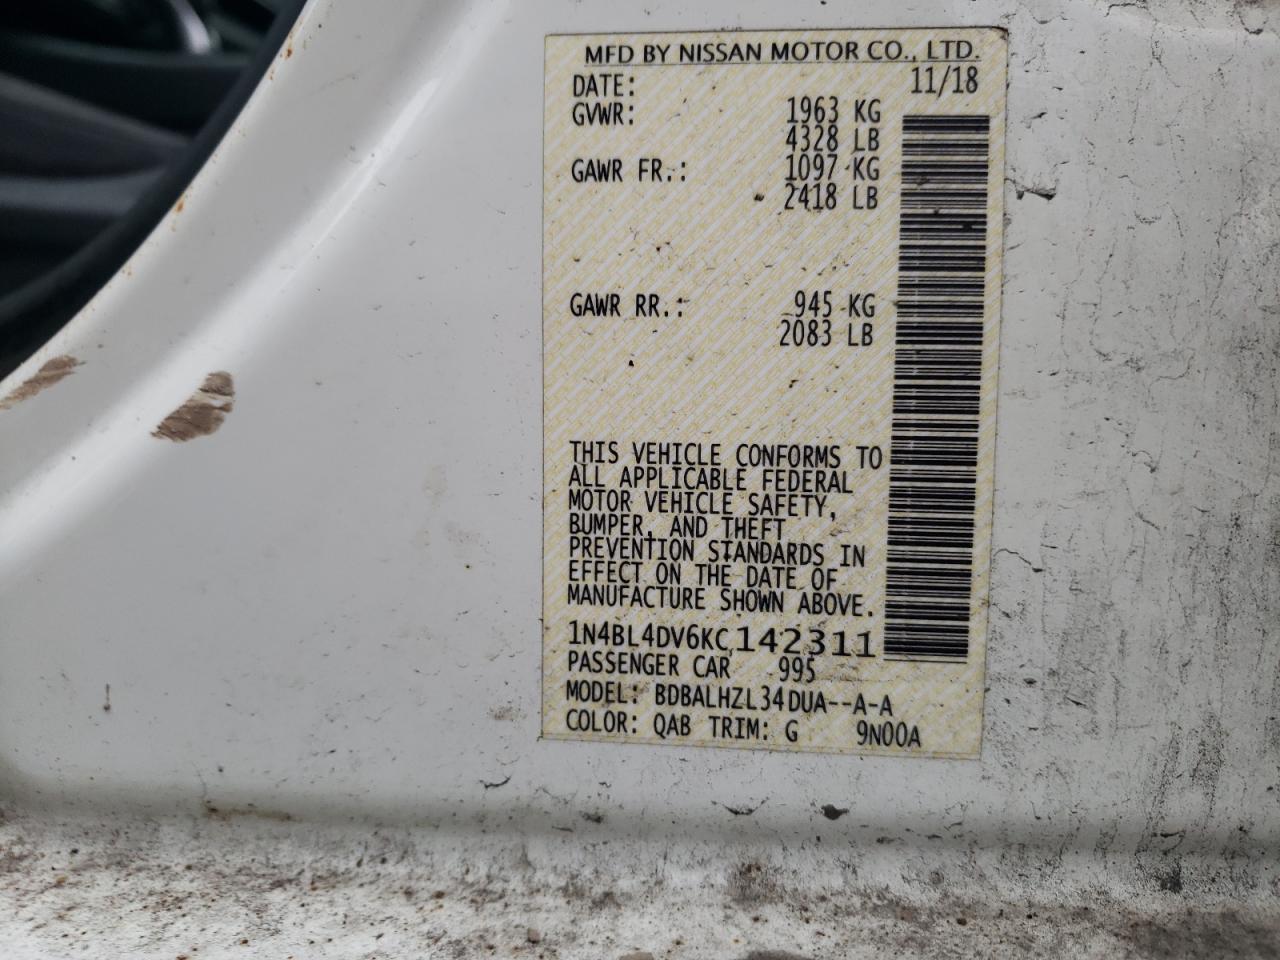 MFD BY NISSAN MOTOR CO., LTD.
DATE: 11/18
GVWR: 1963 KG
4328 LB
GAWR FR.: 1097 KG
2418 LB
GAWR RR.: 945 KG
2083 LB
THIS VEHICLE CONFORMS TO
ALL APPLICABLE FEDERAL
MOTOR VEHICLE SAFETY,
BUMPER, AND THEFT
PREVENTION STANDARDS IN
EFFECT ON THE DATE OF
MANUFACTURE SHOWN ABOVE.
1N4BL4DV6KC142311
PASSENGER CAR 995
MODEL: BDBALHZL34DUA--A-A
COLOR: QAB TRIM: G 9N00A